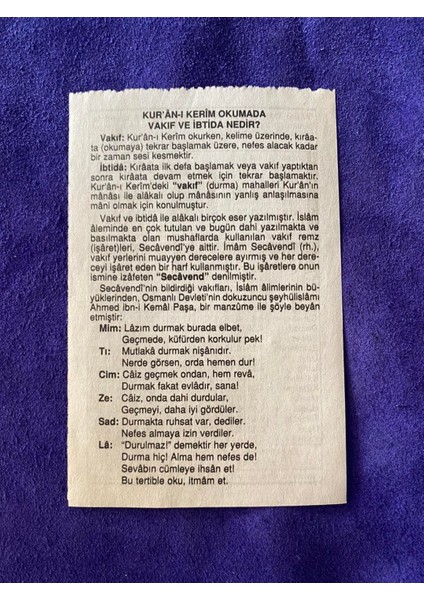 KUR'ÂN-I KERÎM OKUMADA
VAKIF VE İBTİDA NEDİR?
Vakıf: Kur'ân-ı Kerîm okurken, kelime üzerinde, kırâa-
ta (okumaya) tekrar başlamak üzere, nefes alacak kadar
bir zaman sesi kesmektir.
İbtidâ: Kırâata ilk defa başlamak veya vakıf yaptıktan
sonra kırâata devam etmek için tekrar başlamaktır.
Kur'ân-ı Kerîm'deki "vakıf" (durma) mahalleri Kur'ân'ın
mânâsı ile alâkalı olup mânâsının yanlış anlaşılmasına
mâni olmak için konulmuştur.
Vakıf ve ibtidâ ile alâkalı birçok eser yazılmıştır. İslâm
âleminde en çok tutulan ve bugün dahi yazılmakta ve
basılmakta olan mushaflarda kullanılan vakıf remz
(işâret)leri, Secâvendî'ye aittir. İmâm Secâvendî (rh.),
vakıf yerlerini muayyen derecelere ayırmış ve her dere-
ceyi işâret eden bir harf kullanmıştır. Bu işâretlere onun
ismine izâfeten "Secâvend" denilmiştir.
Secâvendî'nin bildirdiği vakıfları, İslâm âlimlerinin bü-
yüklerinden, Osmanlı Devleti'nin dokuzuncu şeyhülislâmı
Ahmed ibn-i Kemâl Paşa, bir manzume ile şöyle beyân
etmiştir:
Mim: Lâzım durmak burada elbet,
Geçmede, küfürden korkulur pek!
Tı: Mutlakâ durmak nişânıdır.
Nerde görsen, orda hemen dur!
Cim: Câiz geçmek ondan, hem revâ,
Durmak fakat evlâdır, sana!
Ze: Câiz, onda dahi durdular,
Geçmeyi, daha iyi gördüler.
Sad: Durmakta ruhsat var, dediler.
Nefes almaya izin verdiler.
Lâ: "Durulmaz!" demektir her yerde,
Durma hiç! Alma hem nefes de!
Sevâbın cümleye ihsân et!
Bu tertible oku, itmâm et.